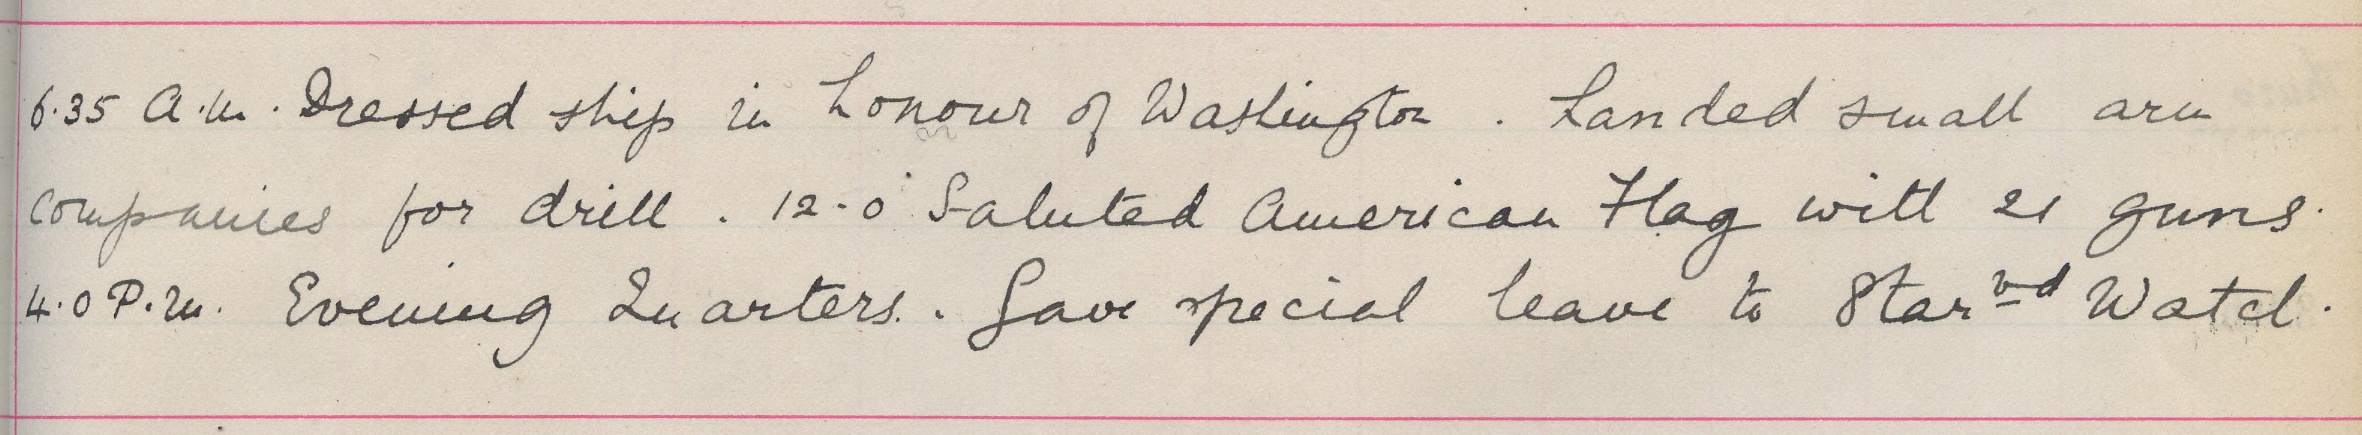 6.35 A.M. Dressed ship in honour of Washington. Landed small arm
companies for drill. 12.0 Saluted American Flag with 21 guns.
4.0 P.M. Evening Quarters. Gave special leave to Starbd Watch.